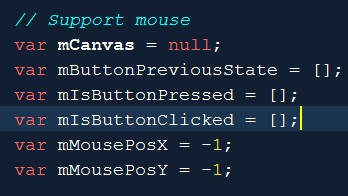 // Support mouse
var mCanvas = null;
var mButtonPreviousState = [];
var mIsButtonPressed = [];
var mIsButtonClicked = [];
var mMousePosX = -1;
var mMousePosY = -1;